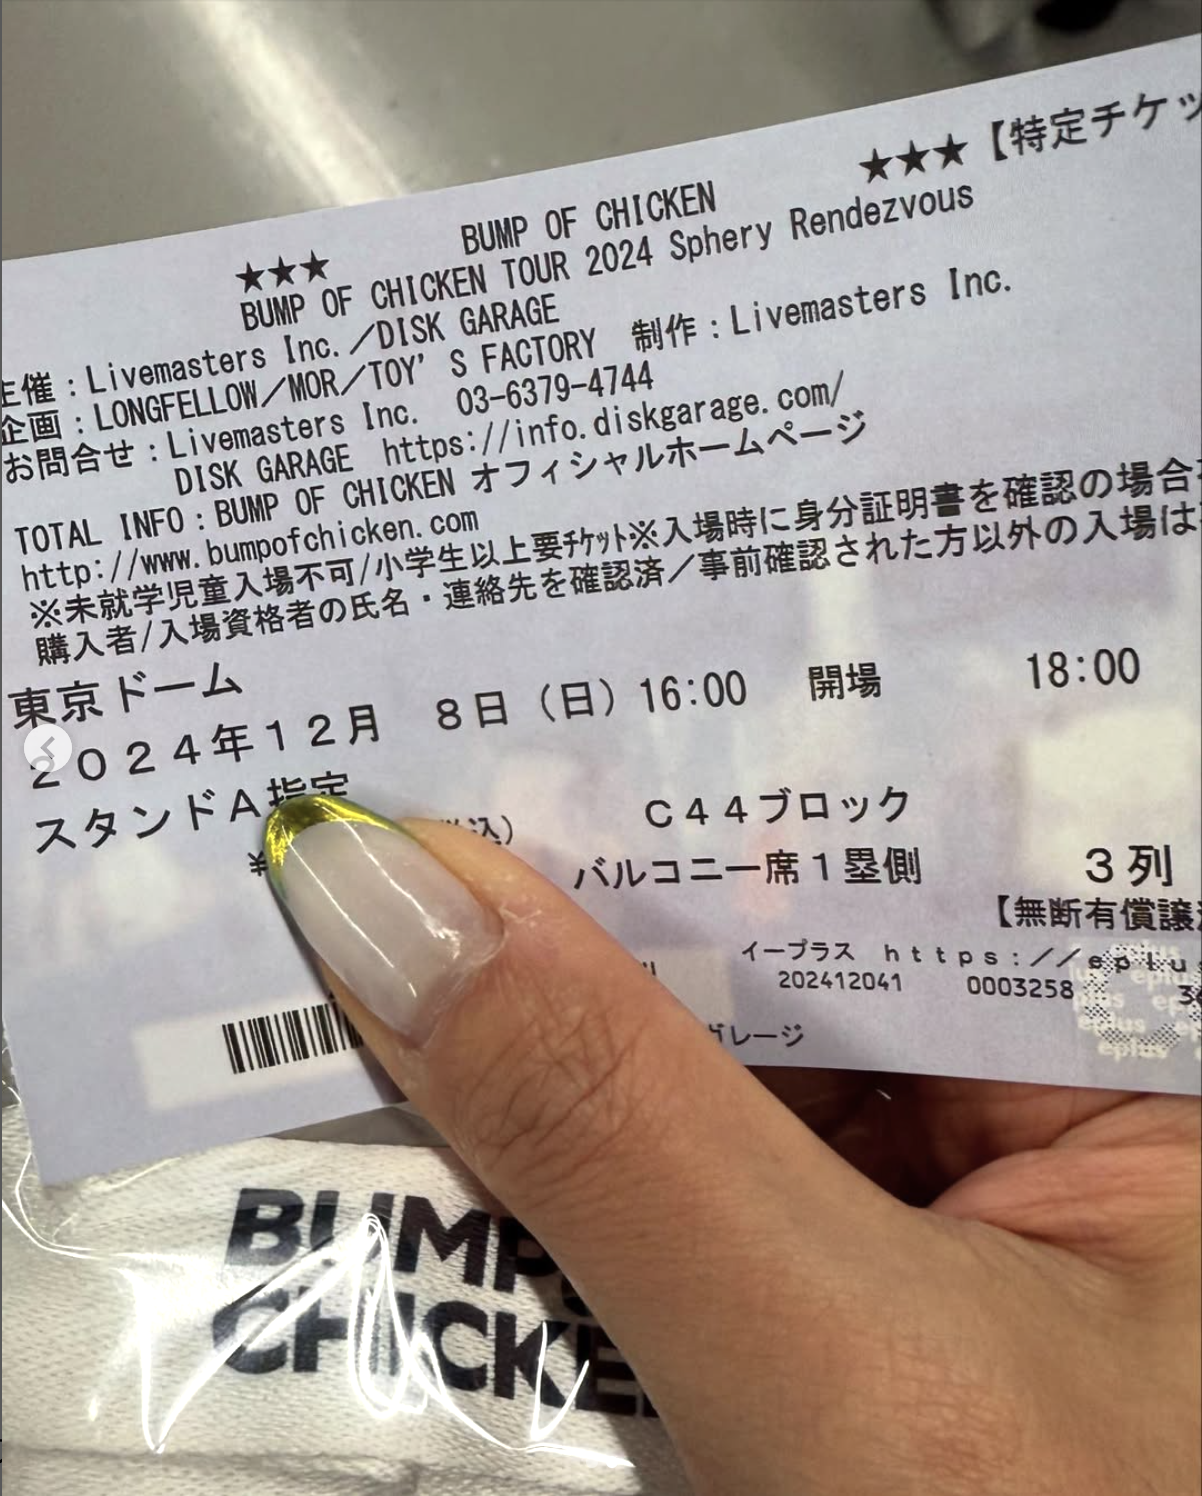 ★★★【特定チケッ
BUMP OF CHICKEN
★★★
BUMP OF CHICKEN TOUR 2024 Sphery Rendezvous
主催：Livemasters Inc.／DISK GARAGE
企画：LONGFELLOW／MOR／TOY'S FACTORY 制作：Livemasters Inc.
お問合せ：Livemasters Inc. 03-6379-4744
DISK GARAGE https://info.diskgarage.com/
TOTAL INFO：BUMP OF CHICKEN オフィシャルホームページ
http://www.bumpofchicken.com
※未就学児童入場不可/小学生以上要ﾁｹｯﾄ※入場時に身分証明書を確認の場合
購入者/入場資格者の氏名・連絡先を確認済／事前確認された方以外の入場は
東京ドーム
2024年12月 8日（日）16:00 開場 18:00
スタンドA指定 C44ブロック
¥ 税込） バルコニー席1塁側 3列
【無断有償譲
イープラス https://eplus
202412041 0003258
ガレージ
eplus
BUMP
CHICKE